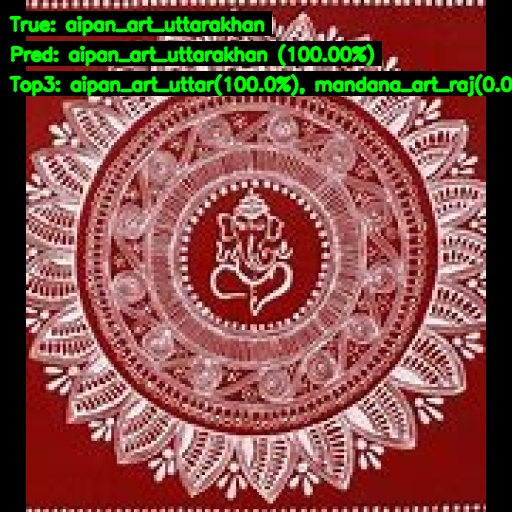 True: aipan_art_uttarakhan
Pred: aipan_art_uttarakhan (100.00%)
Top3: aipan_art_uttar(100.0%), mandana_art_raj(0.0